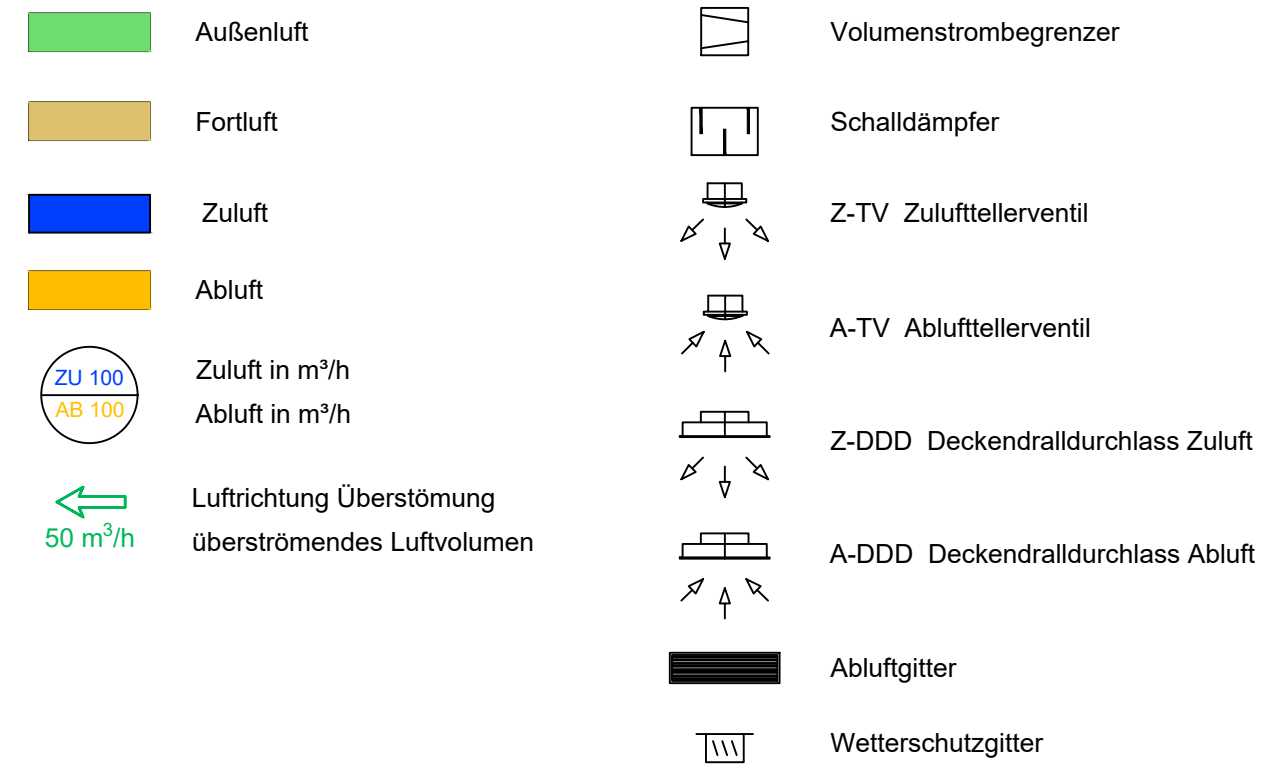 Außenluft
Fortluft
Zuluft
Abluft
ZU 100
AB 100
Zuluft in m³/h
Abluft in m³/h
50 m³/h
Luftrichtung Überstömung
überströmendes Luftvolumen
Volumenstrombegrenzer
Schalldämpfer
Z-TV Zulufttellerventil
A-TV Ablufttellerventil
Z-DDD Deckendralldurchlass Zuluft
A-DDD Deckendralldurchlass Abluft
Abluftgitter
Wetterschutzgitter